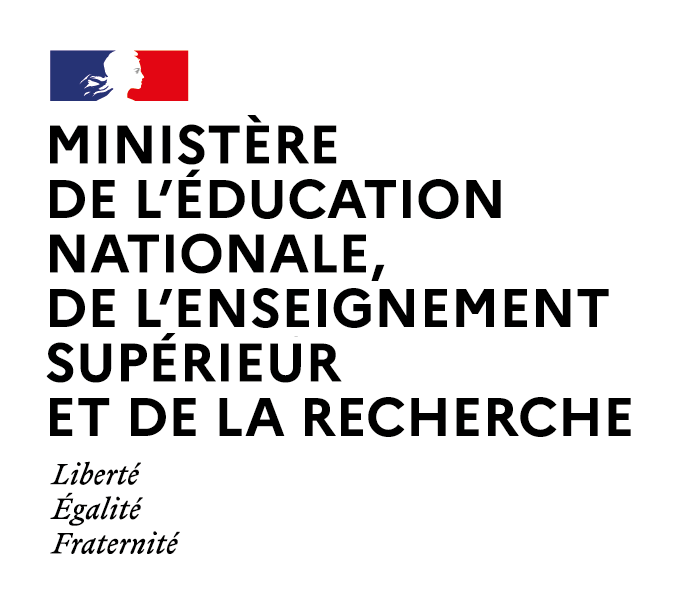 MINISTÈRE
DE L’ÉDUCATION
NATIONALE,
DE L’ENSEIGNEMENT
SUPÉRIEUR
ET DE LA RECHERCHE
Liberté
Égalité
Fraternité